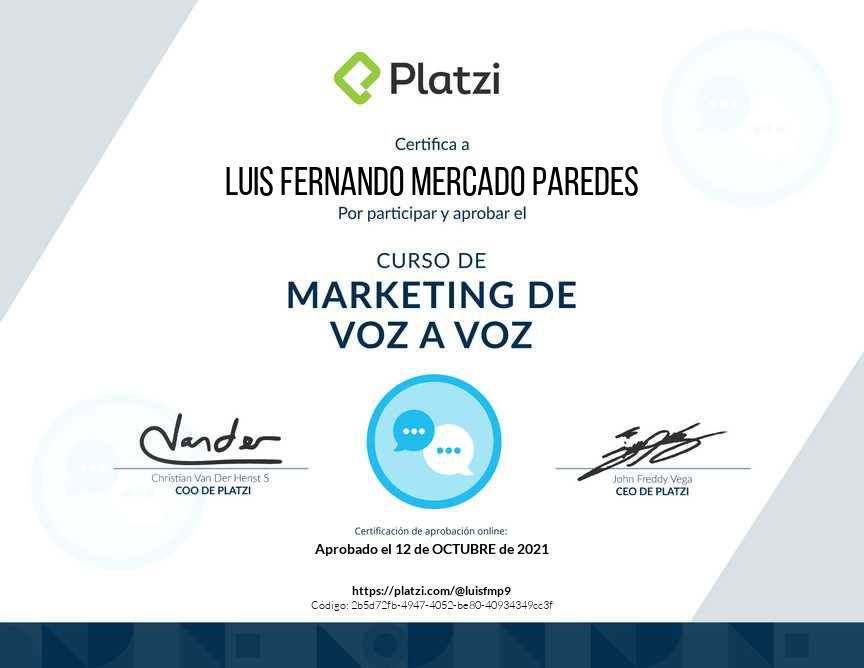 Platzi
Certifica a
LUIS FERNANDO MERCADO PAREDES
Por participar y aprobar el
CURSO DE
MARKETING DE
VOZ A VOZ
Vander
Christian Van Der Henst S
COO DE PLATZI
John Freddy Vega
CEO DE PLATZI
Certificación de aprobación online:
Aprobado el 12 de OCTUBRE de 2021
https://platzi.com/@luisfmp9
Código: 2b5d72fb-4947-4052-be80-40934349cc3f